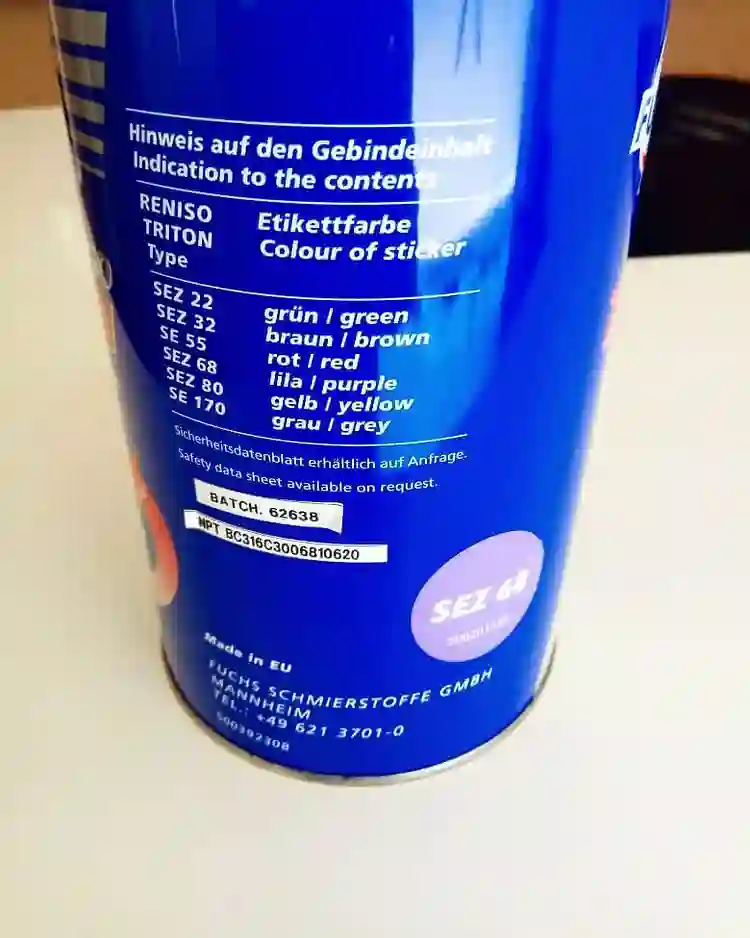 Hinweis auf den Gebindeinhalt
Indication to the contents
RENISO
TRITON
Type
Etikettfarbe
Colour of sticker
SEZ 22 grün / green
SEZ 32 braun / brown
SE 55 rot / red
SEZ 68 lila / purple
SEZ 80 gelb / yellow
SE 170 grau / grey
Sicherheitsdatenblatt erhältlich auf Anfrage.
Safety data sheet available on request.
BATCH. 62638
NPT BC316C3006810620
SEZ 68
Made in EU
FUCHS SCHMIERSTOFFE GMBH
MANNHEIM
TEL.: +49 621 3701-0
500392308